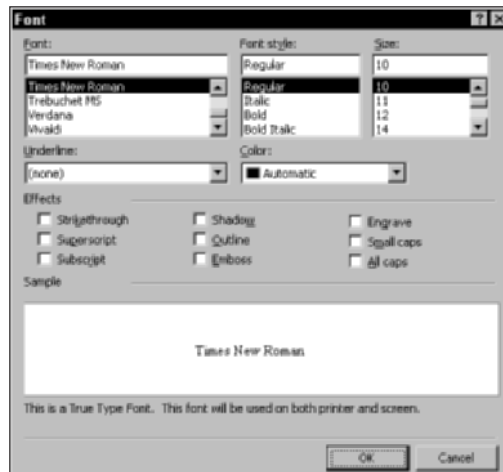 Font
Font: Font style: Size:
Times New Roman Regular 10
Times New Roman Regular 10
Trebuchet MS Italic 11
Verdana Bold 12
Vivaldi Bold Italic 14
Underline: Color:
(none) Automatic
Effects
Strikethrough Shadow Engrave
Superscript Outline Small caps
Subscript Emboss All caps
Sample
Times New Roman
This is a True Type Font. This font will be used on both printer and screen.
OK Cancel